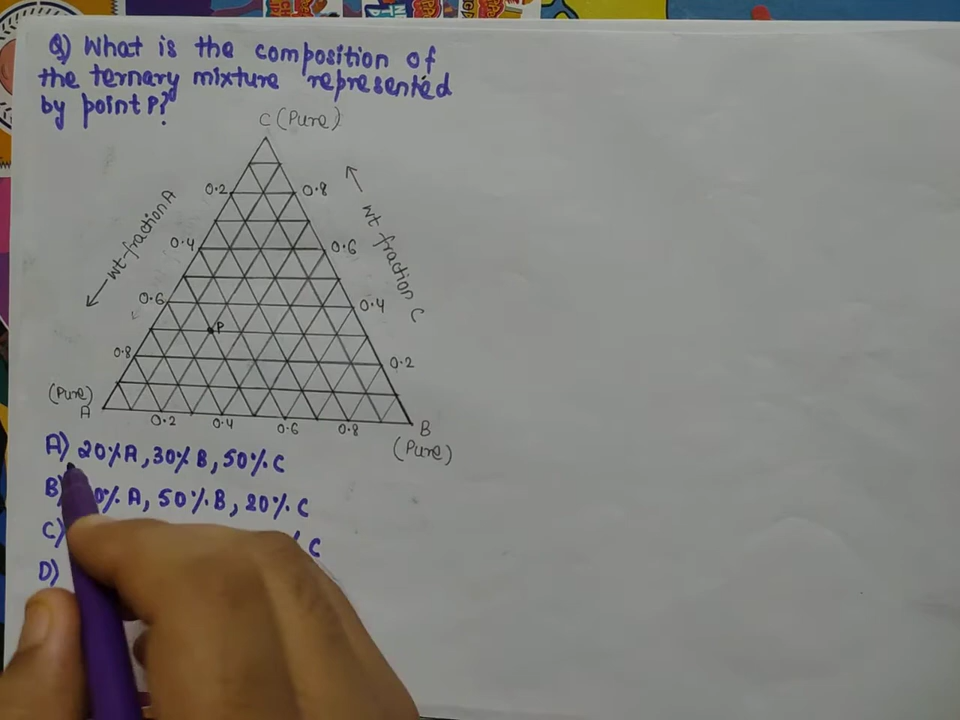 Q) What is the composition of
the ternary mixture represented
by point P?
C (Pure)
0.2 0.8
wt-fraction A
wt-fraction C
0.4 0.6
0.6 0.4
P
0.8 0.2
(Pure)
A
0.2 0.4 0.6 0.8
B
(Pure)
A) 20% A, 30% B, 50% C
B) 0% A, 50% B, 20% C
C) C
D)